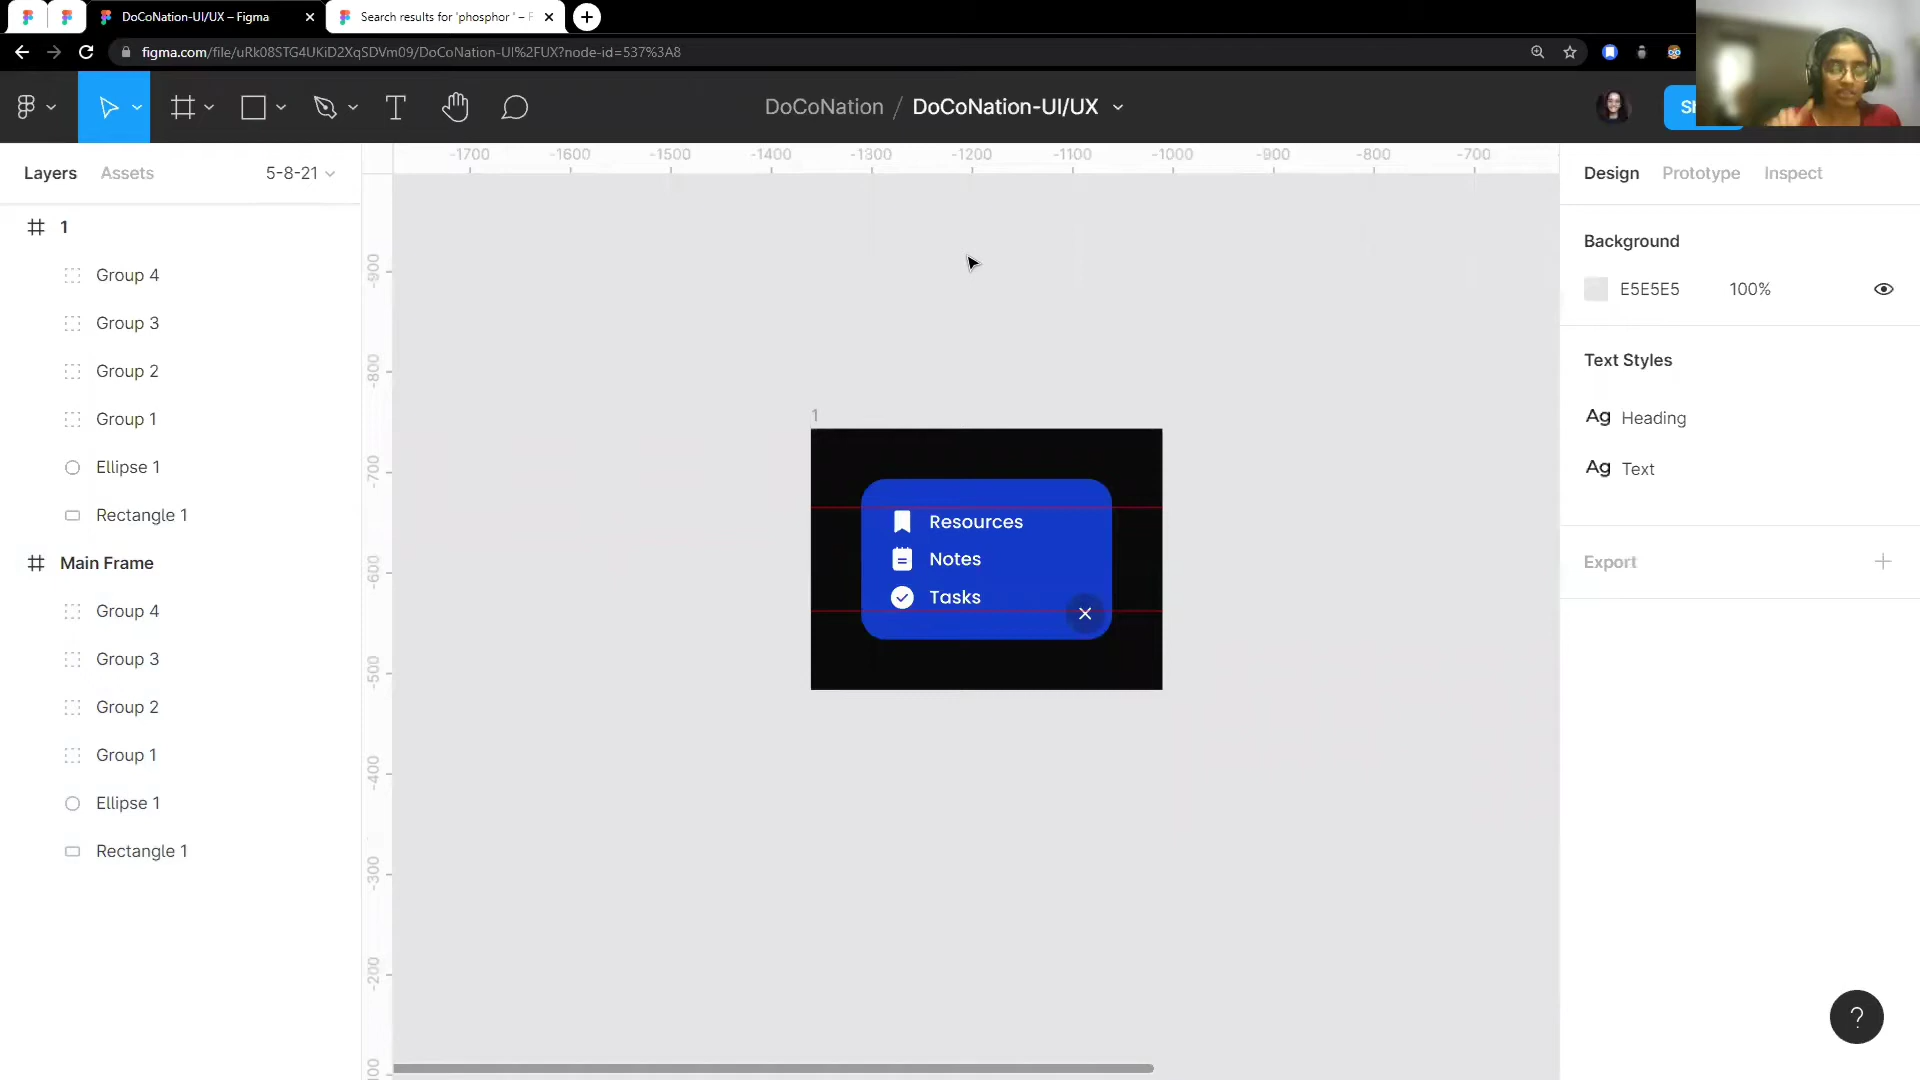 DoCoNation-UI/UX – Figma
Search results for 'phosphor ' –
figma.com/file/uRk08STG4UKiD2XqSDVm09/DoCoNation-UI%2FUX?node-id=537%3A8
DoCoNation / DoCoNation-UI/UX
Layers
Assets
5-8-21
-1700
-1600
-1500
-1400
-1300
-1200
-1100
-1000
-900
-800
-700
Design
Prototype
Inspect
1
Group 4
Group 3
Group 2
Group 1
Ellipse 1
Rectangle 1
Main Frame
Group 4
Group 3
Group 2
Group 1
Ellipse 1
Rectangle 1
-900
-800
-700
-600
-500
-400
-300
-200
1
Resources
Notes
Tasks
Background
E5E5E5 100%
Text Styles
Ag Heading
Ag Text
Export
?